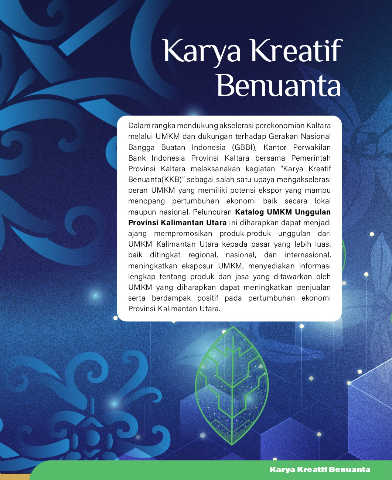 Karya Kreatif
Benuanta
Dalam rangka mendukung akselerasi perekonomian Kaltara
melalui UMKM dan dukungan terhadap Gerakan Nasional
Bangga Buatan Indonesia (GBBI), Kantor Perwakilan
Bank Indonesia Provinsi Kaltara bersama Pemerintah
Provinsi Kaltara melaksanakan kegiatan "Karya Kreatif
Benuanta(KKB)" sebagai salah satu upaya mengakselerasi
peran UMKM yang memiliki potensi ekspor yang mampu
menopang pertumbuhan ekonomi baik secara lokal
maupun nasional. Peluncuran Katalog UMKM Unggulan
Provinsi Kalimantan Utara ini diharapkan dapat menjadi
ajang mempromosikan produk-produk unggulan dari
UMKM Kalimantan Utara kepada pasar yang lebih luas,
baik ditingkat regional, nasional, dan internasional,
meningkatkan eksposur UMKM, menyediakan informasi
lengkap tentang produk dan jasa yang ditawarkan oleh
UMKM yang diharapkan dapat meningkatkan penjualan
serta berdampak positif pada pertumbuhan ekonomi
Provinsi Kalimantan Utara.
Karya Kreatif Benuanta